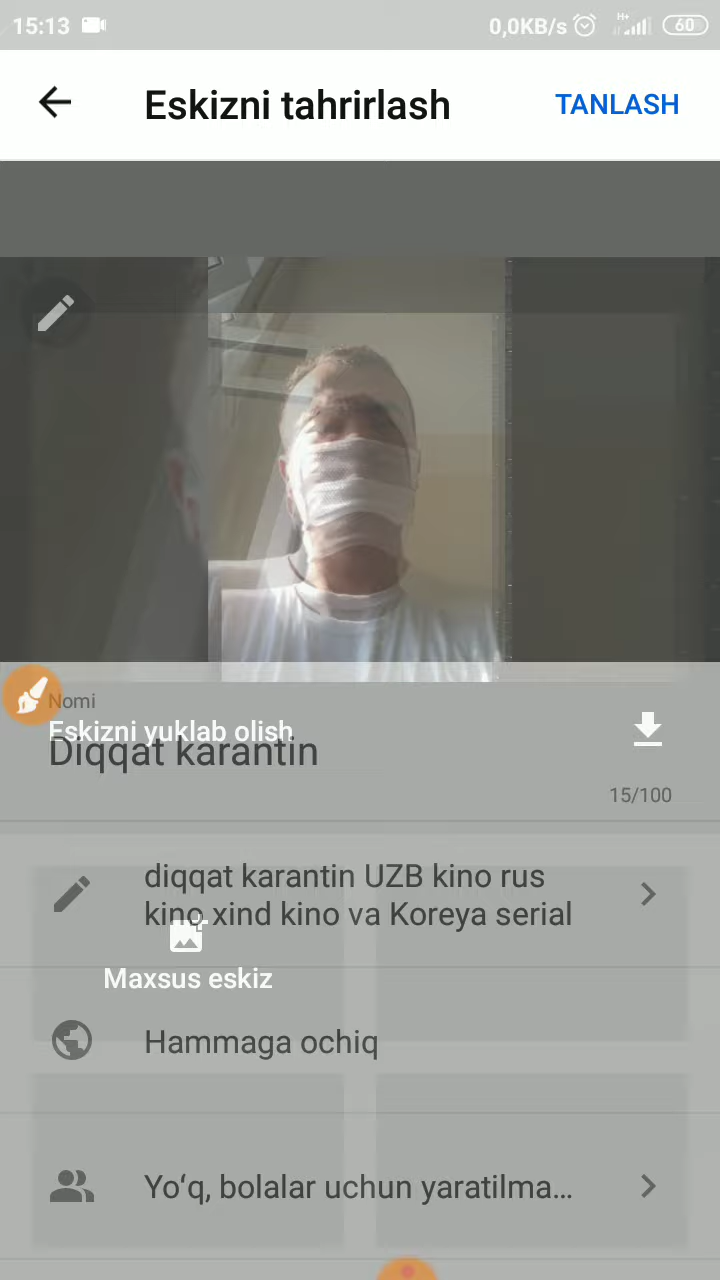 15:13 0,0KB/s H+ 60
Eskizni tahrirlash TANLASH
Nomi
Eskizni yuklab olish
Diqqat karantin
15/100
diqqat karantin UZB kino rus
kino xind kino va Koreya serial
Maxsus eskiz
Hammaga ochiq
Yoʻq, bolalar uchun yaratilma...